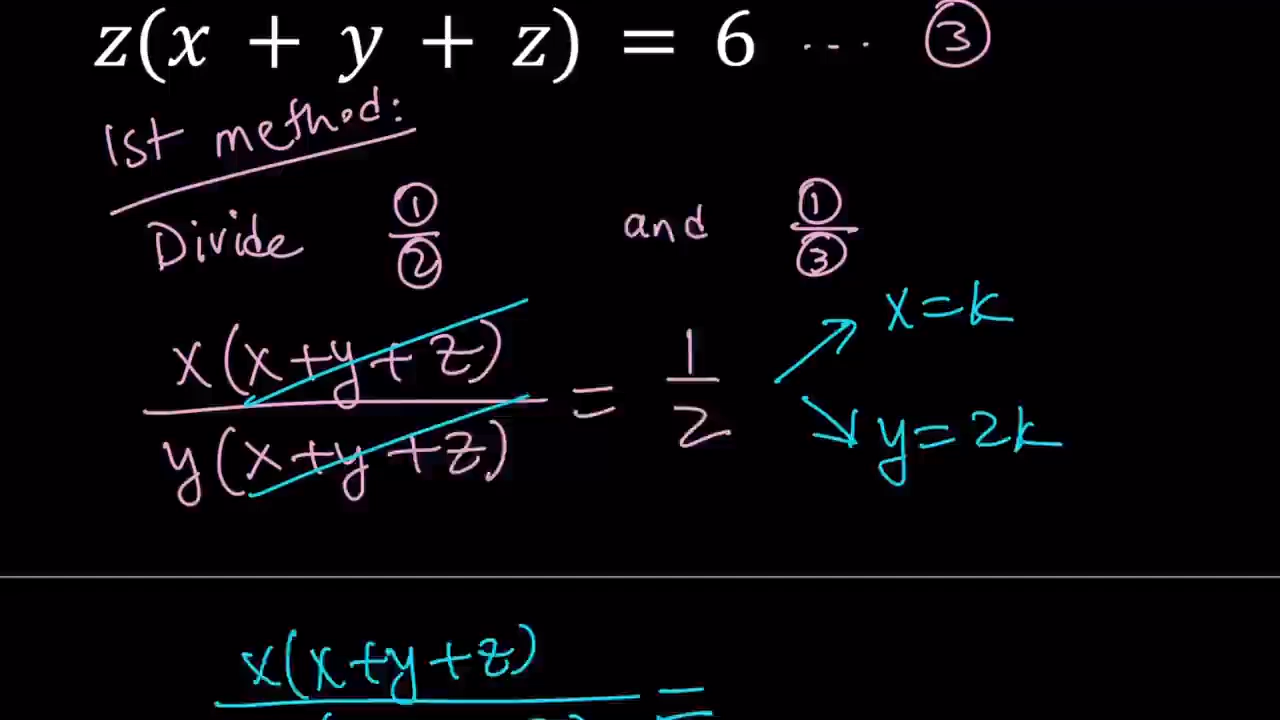 z(x + y + z) = 6 ... ③
1st method:
Divide ①/② and ①/③
x(x+y+z)/y(x+y+z) = 1/2
x=k
y=2k
x(x+y+z) =